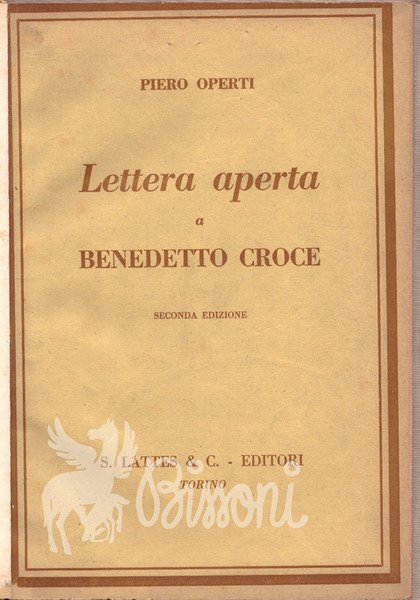 PIERO OPERTI
Lettera aperta
a
BENEDETTO CROCE
SECONDA EDIZIONE
S. LATTES & C. - EDITORI
TORINO
Bissoni